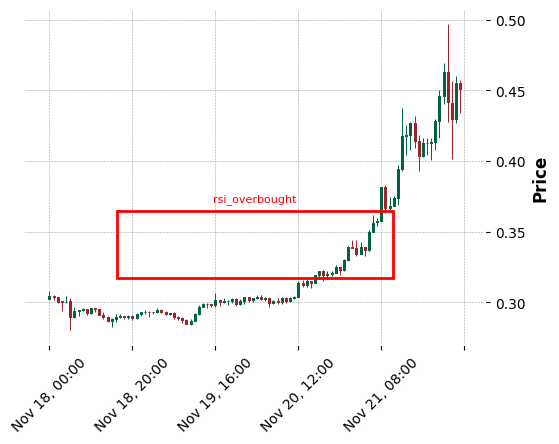 0.50
0.45
0.40
0.35
0.30
Price
rsi_overbought
Nov 18, 00:00
Nov 18, 20:00
Nov 19, 16:00
Nov 20, 12:00
Nov 21, 08:00